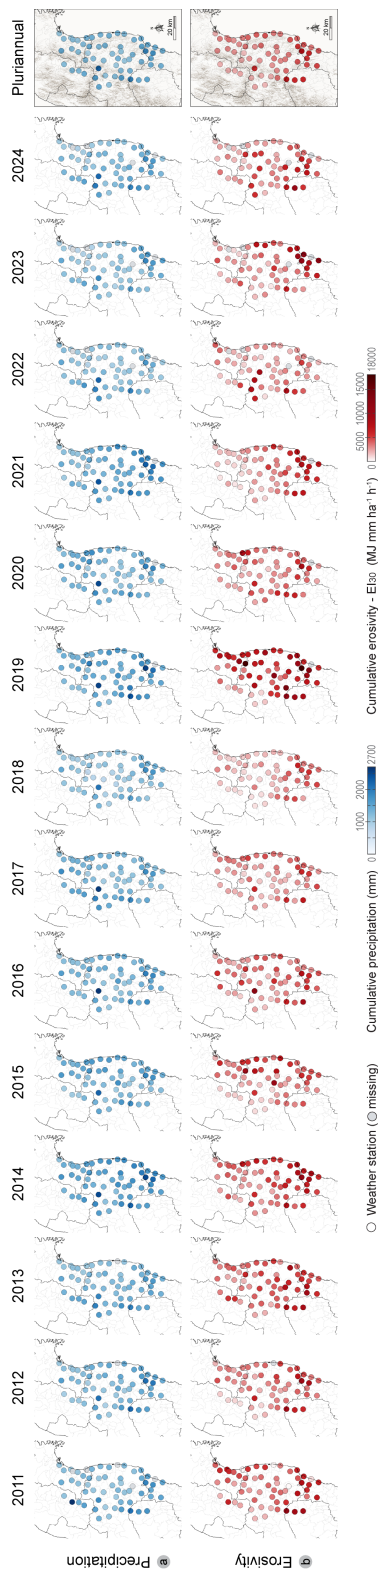 2011 2012 2013 2014 2015 2016 2017 2018 2019 2020 2021 2022 2023 2024 Pluriannual
a Precipitation
N
20 km
b Erosivity
N
20 km
Weather station ( missing) Cumulative precipitation (mm) 0 1000 2000 2700 Cumulative erosivity - EI30 (MJ mm ha⁻¹ h⁻¹) 0 5000 10000 15000 18000